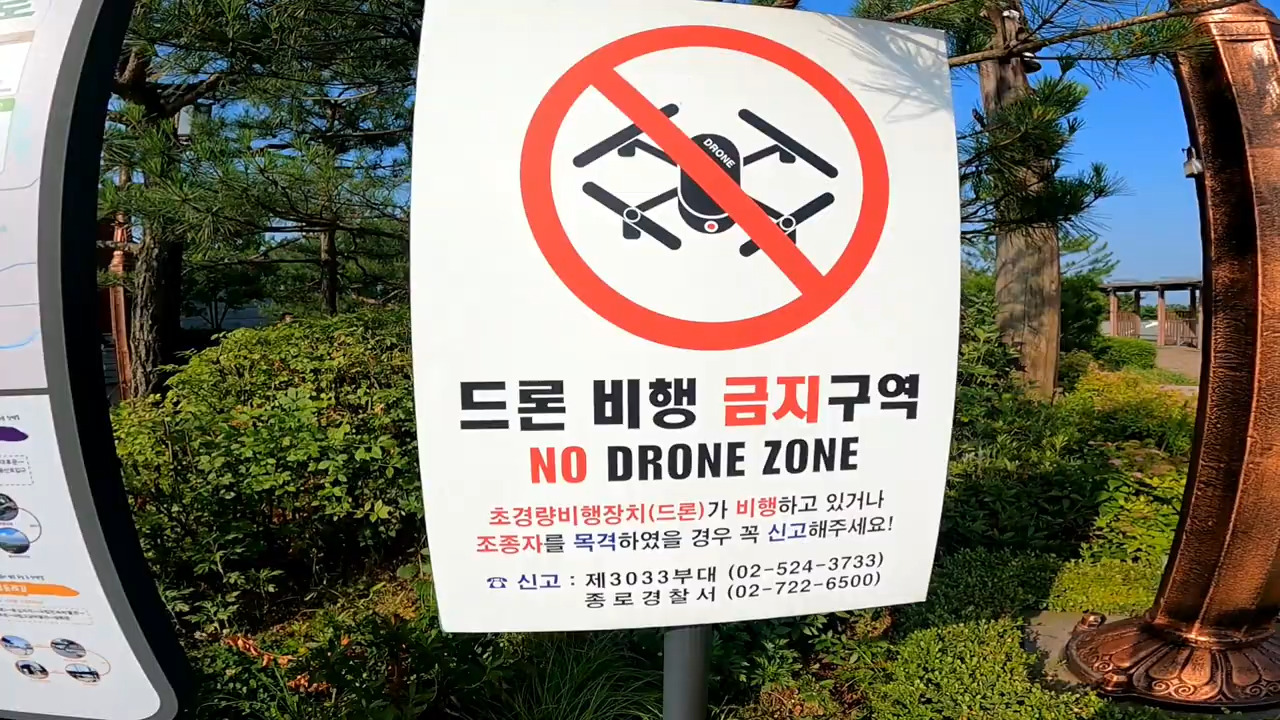 DRONE
드론 비행 금지구역
NO DRONE ZONE
초경량비행장치(드론)가 비행하고 있거나
조종자를 목격하였을 경우 꼭 신고해주세요!
☎ 신고 : 제3033부대 (02-524-3733)
종로경찰서 (02-722-6500)